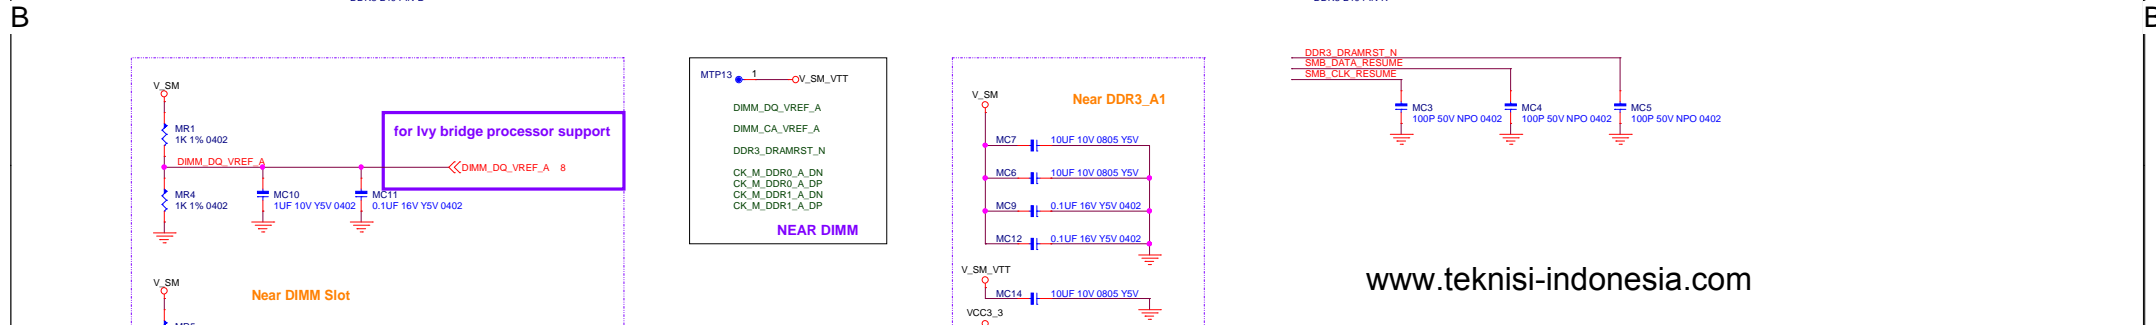 B
B
V_SM
MR1
1K 1% 0402
DIMM_DQ_VREF_A
MR4
1K 1% 0402
MC10
1UF 10V Y5V 0402
MC11
0.1UF 16V Y5V 0402
for Ivy bridge processor support
DIMM_DQ_VREF_A 8
V_SM
Near DIMM Slot
MTP13 1 V_SM_VTT
DIMM_DQ_VREF_A
DIMM_CA_VREF_A
DDR3_DRAMRST_N
CK_M_DDR0_A_DN
CK_M_DDR0_A_DP
CK_M_DDR1_A_DN
CK_M_DDR1_A_DP
NEAR DIMM
V_SM
Near DDR3_A1
MC7 10UF 10V 0805 Y5V
MC6 10UF 10V 0805 Y5V
MC9 0.1UF 16V Y5V 0402
MC12 0.1UF 16V Y5V 0402
V_SM_VTT
MC14 10UF 10V 0805 Y5V
VCC3_3
DDR3_DRAMRST_N
SMB_DATA_RESUME
SMB_CLK_RESUME
MC3
100P 50V NPO 0402
MC4
100P 50V NPO 0402
MC5
100P 50V NPO 0402
www.teknisi-indonesia.com